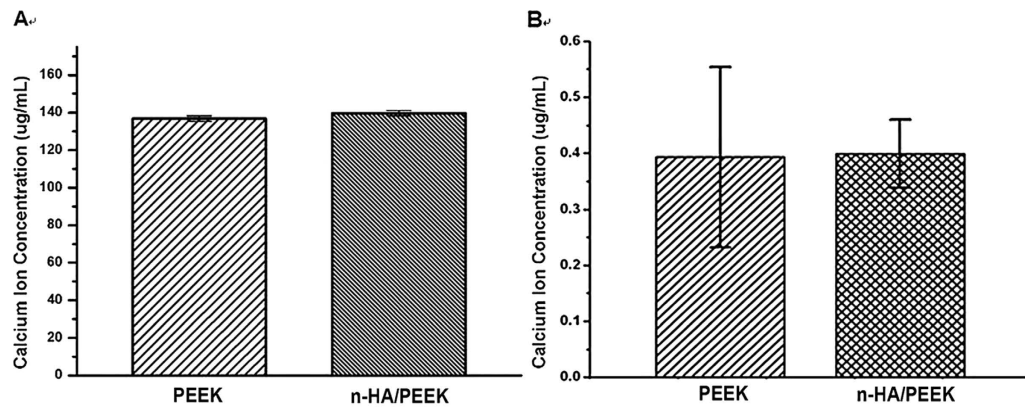 A↵
Calcium Ion Concentration (ug/mL)
160
140
120
100
80
60
40
20
0
PEEK
n-HA/PEEK
B↵
Calcium Ion Concentration (ug/mL)
0.6
0.5
0.4
0.3
0.2
0.1
0.0
PEEK
n-HA/PEEK